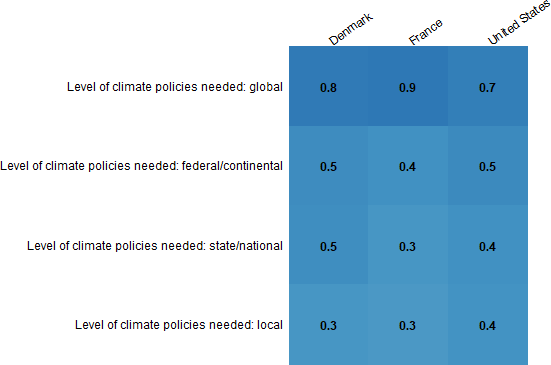 Denmark France United States
Level of climate policies needed: global 0.8 0.9 0.7
Level of climate policies needed: federal/continental 0.5 0.4 0.5
Level of climate policies needed: state/national 0.5 0.3 0.4
Level of climate policies needed: local 0.3 0.3 0.4